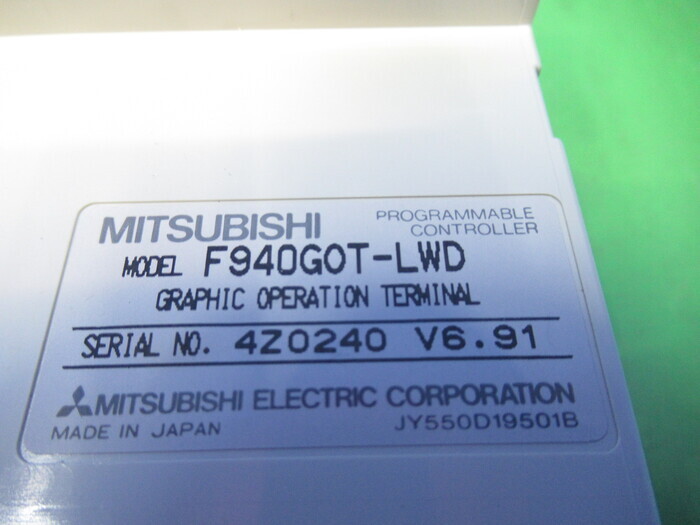 MITSUBISHI PROGRAMMABLE CONTROLLER
MODEL F940GOT-LWD
GRAPHIC OPERATION TERMINAL
SERIAL NO. 4Z0240 V6.91
MITSUBISHI ELECTRIC CORPORATION
MADE IN JAPAN JY550D19501B